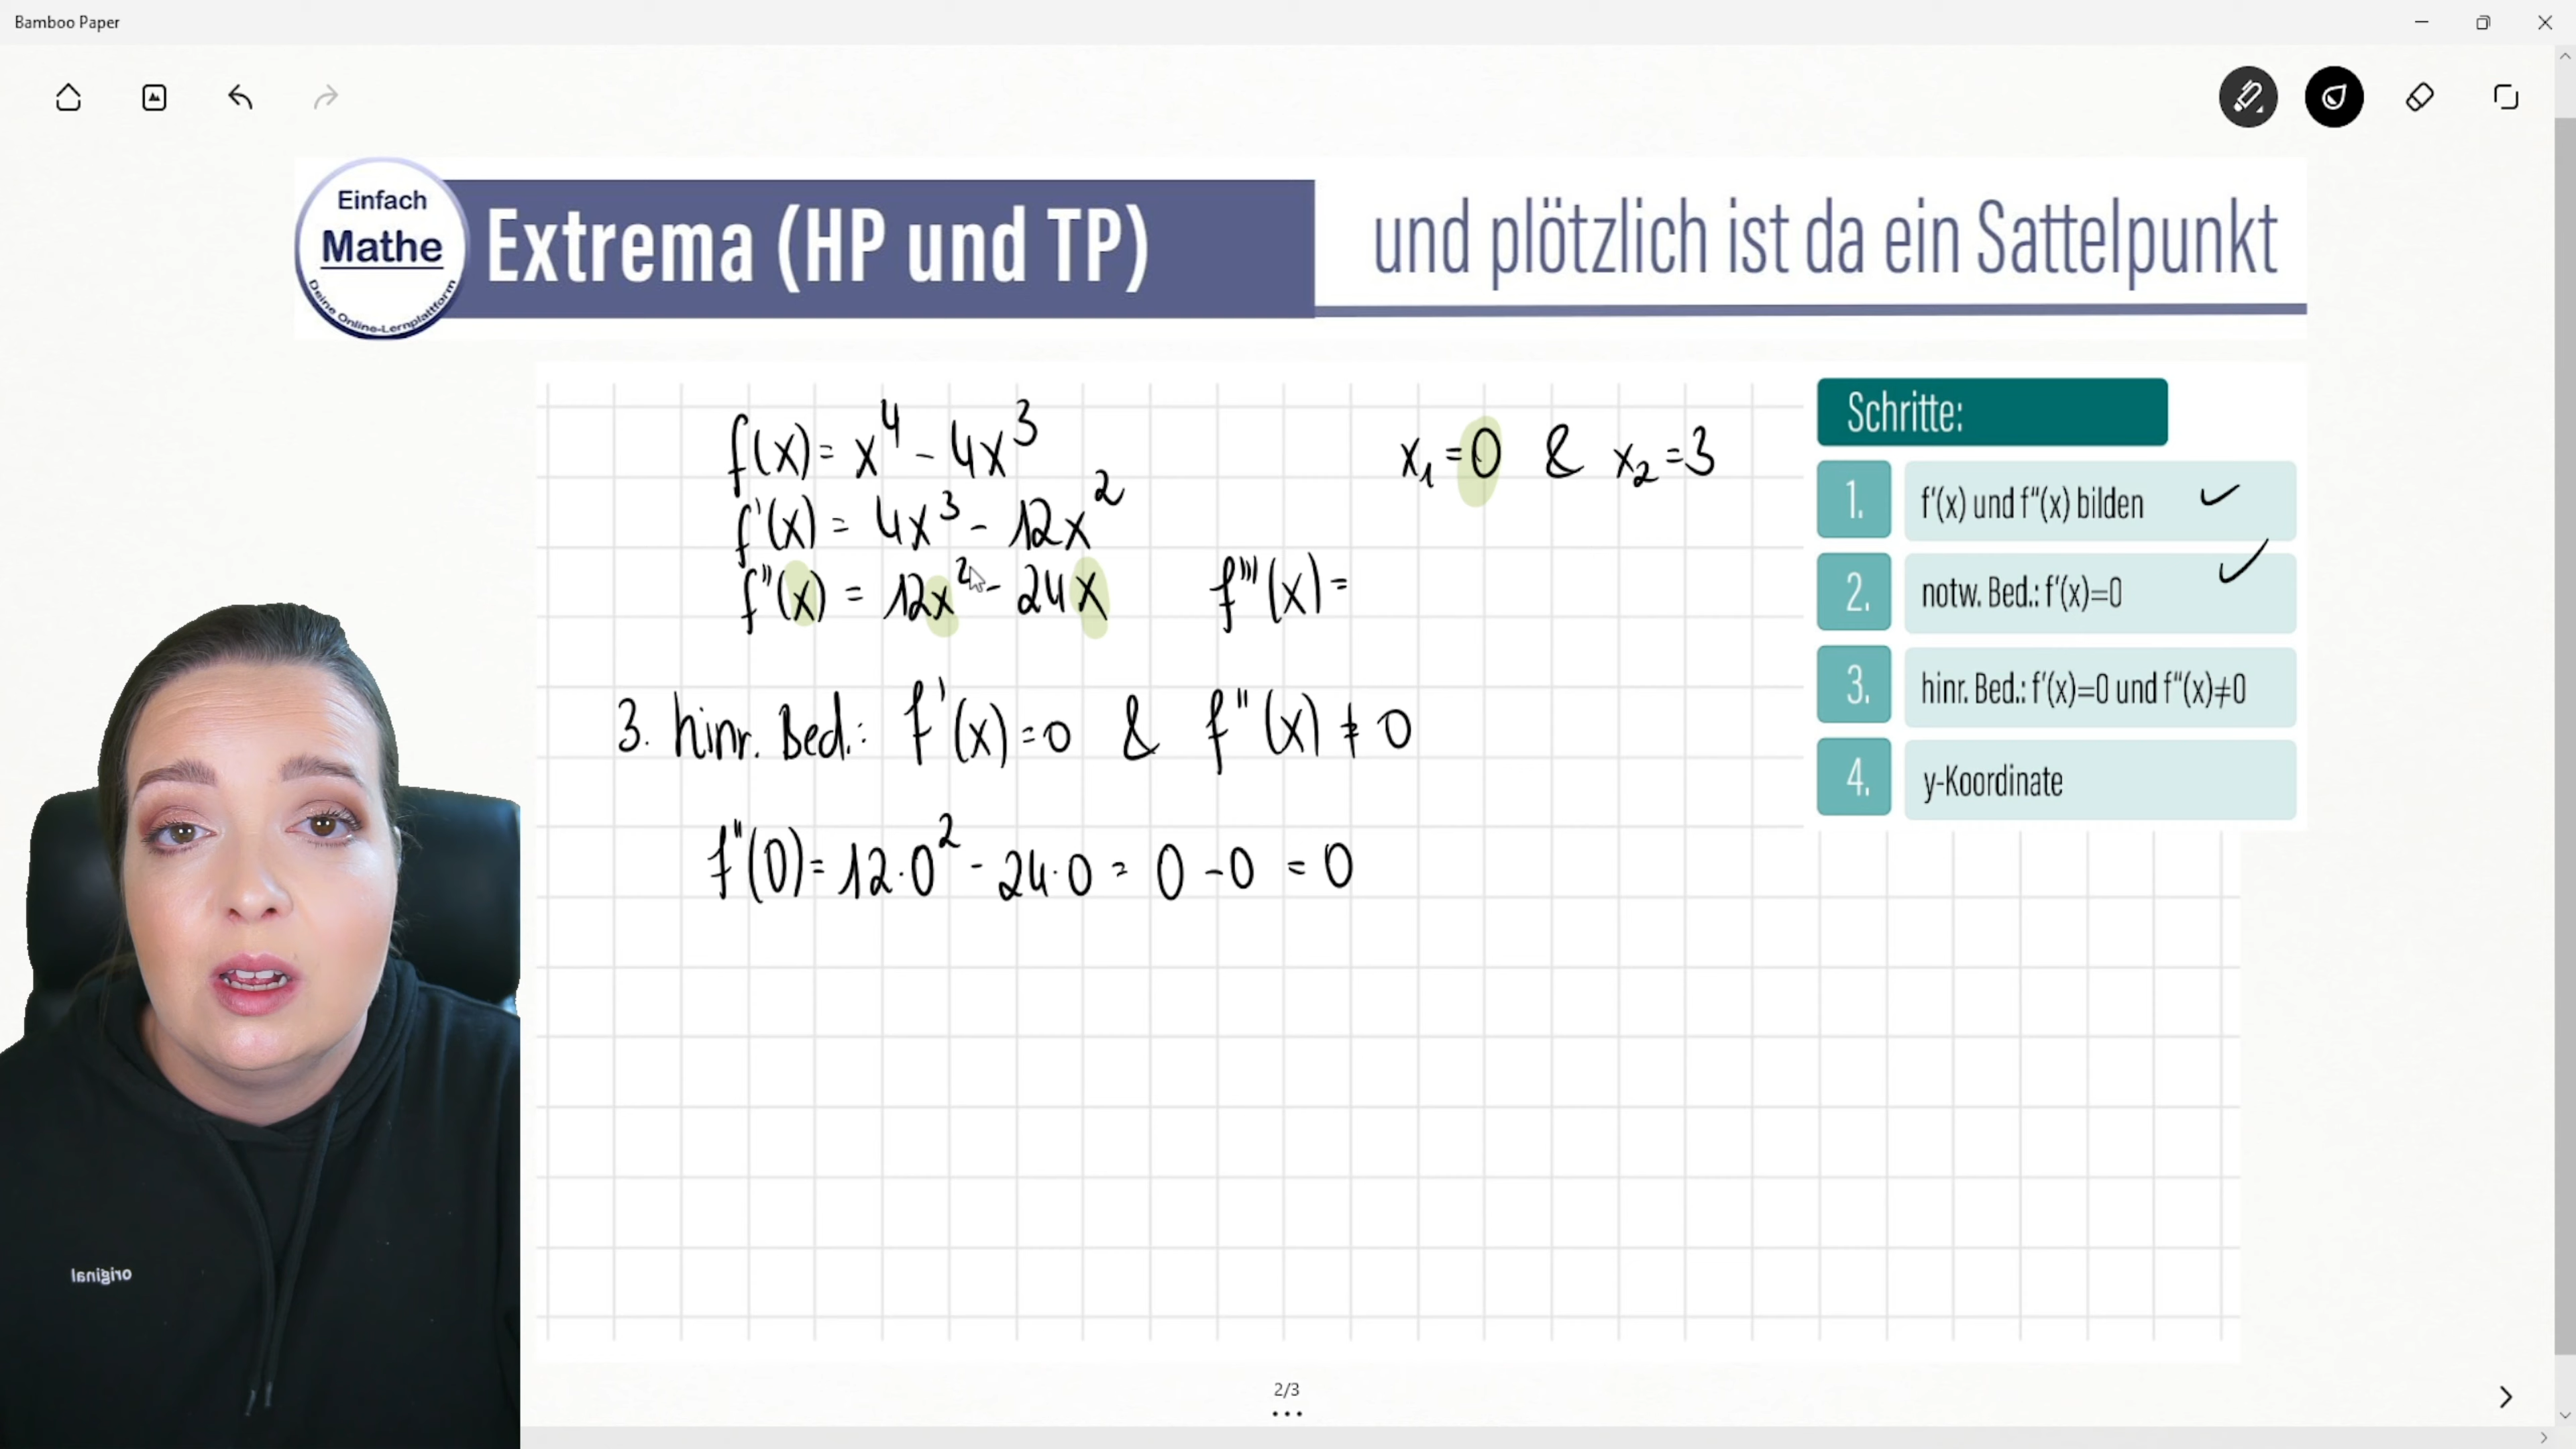 Bamboo Paper
Einfach
Mathe
Deine Online-Lernplattform
Extrema (HP und TP)
und plötzlich ist da ein Sattelpunkt
f(x) = x⁴ - 4x³
x₁ = 0 & x₂ = 3
f'(x) = 4x³ - 12x²
f''(x) = 12x² - 24x
f'''(x) =
3. hinr. Bed.: f'(x) = 0 & f''(x) ≠ 0
f''(0) = 12·0² - 24·0 = 0 - 0 = 0
Schritte:
1. f'(x) und f"(x) bilden ✓
2. notw. Bed.: f'(x)=0 ✓
3. hinr. Bed.: f'(x)=0 und f"(x)≠0
4. y-Koordinate
original
2/3